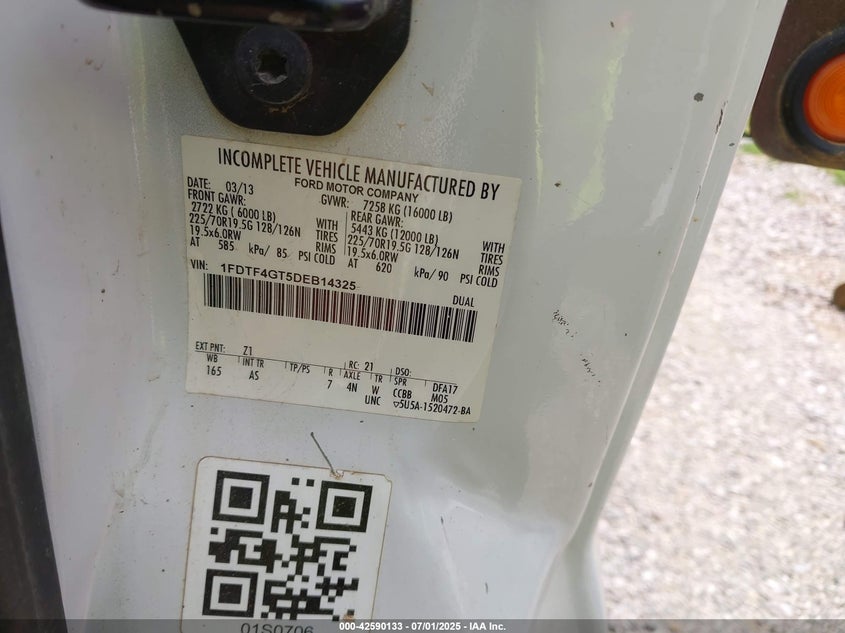 INCOMPLETE VEHICLE MANUFACTURED BY
FORD MOTOR COMPANY
DATE: 03/13 GVWR: 7258 KG (16000 LB)
FRONT GAWR: REAR GAWR:
2722 KG ( 6000 LB) WITH 5443 KG (12000 LB) WITH
225/70R19.5G 128/126N TIRES 225/70R19.5G 128/126N TIRES
19.5x6.0RW RIMS 19.5x6.0RW RIMS
AT 585 kPa/ 85 PSI COLD AT 620 kPa/90 PSI COLD
VIN: 1FDTF4GT5DEB14325
DUAL
EXT PNT: Z1 RC: 21 DSO:
WB INT TR TP/PS R AXLE TR SPR DFA17
165 AS 7 4N W CCBB M05
UNC ▽5U5A-1520472-BA
01S0706
000-42590133 - 07/01/2025 - IAA Inc.